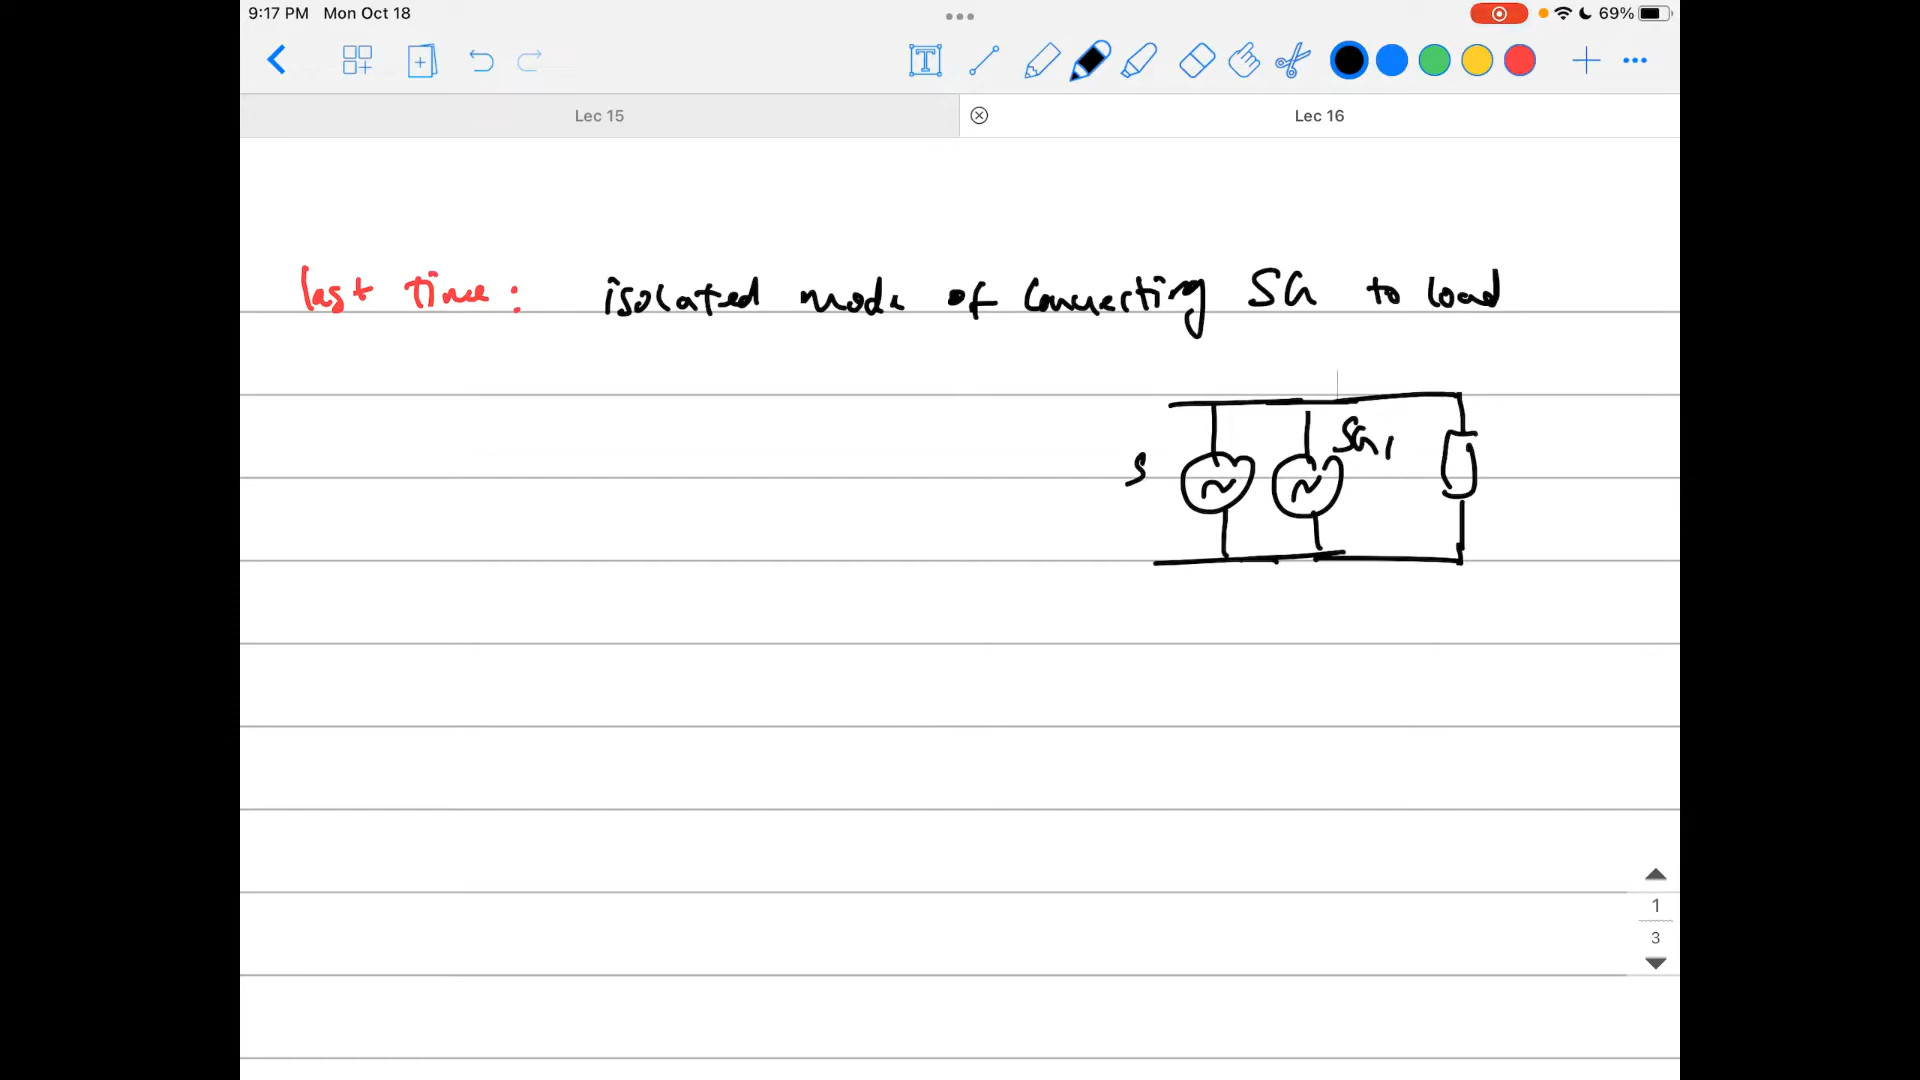 9:17 PM Mon Oct 18
69%
Lec 15
Lec 16
last time: isolated mode of connecting SG to load
SG1
S
1
3